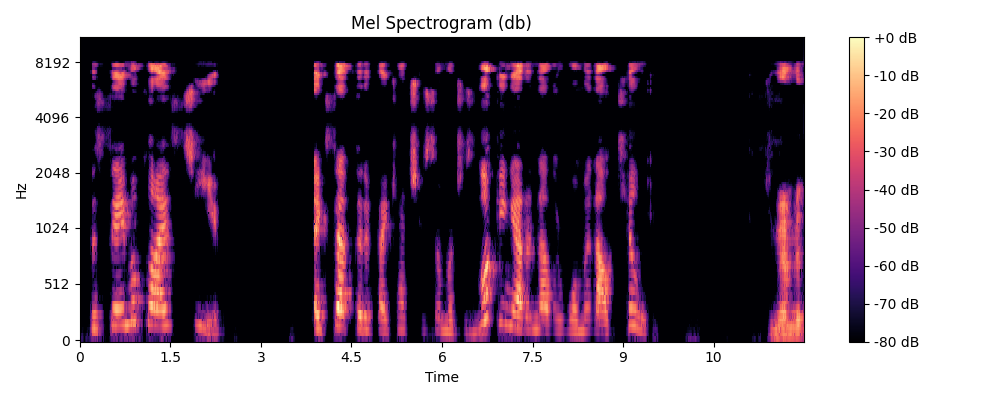 Mel Spectrogram (db)
8192
4096
2048
1024
512
0
Hz
0 1.5 3 4.5 6 7.5 9 10
Time
+0 dB
-10 dB
-20 dB
-30 dB
-40 dB
-50 dB
-60 dB
-70 dB
-80 dB